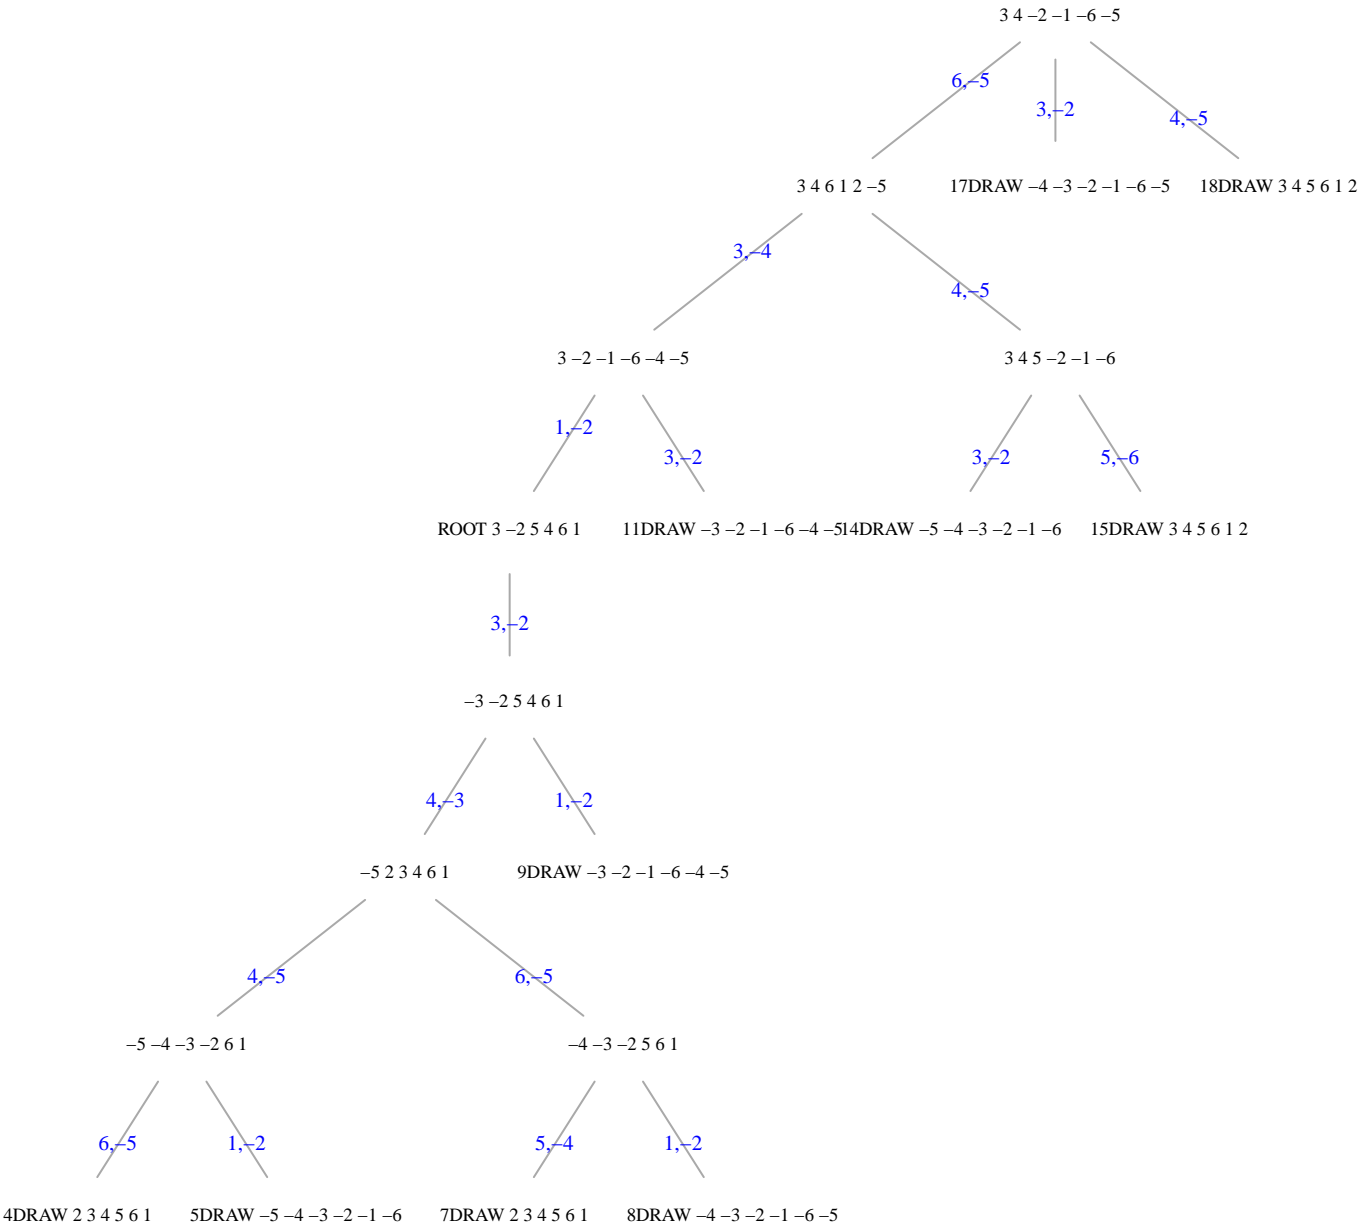 3 4 –2 –1 –6 –5
6,–5
3,–2
4,–5
3 4 6 1 2 –5
17DRAW –4 –3 –2 –1 –6 –5
18DRAW 3 4 5 6 1 2
3,–4
4,–5
3 –2 –1 –6 –4 –5
3 4 5 –2 –1 –6
1,–2
3,–2
3,–2
5,–6
ROOT 3 –2 5 4 6 1
11DRAW –3 –2 –1 –6 –4 –5
14DRAW –5 –4 –3 –2 –1 –6
15DRAW 3 4 5 6 1 2
3,–2
–3 –2 5 4 6 1
4,–3
1,–2
–5 2 3 4 6 1
9DRAW –3 –2 –1 –6 –4 –5
4,–5
6,–5
–5 –4 –3 –2 6 1
–4 –3 –2 5 6 1
6,–5
1,–2
5,–4
1,–2
4DRAW 2 3 4 5 6 1
5DRAW –5 –4 –3 –2 –1 –6
7DRAW 2 3 4 5 6 1
8DRAW –4 –3 –2 –1 –6 –5